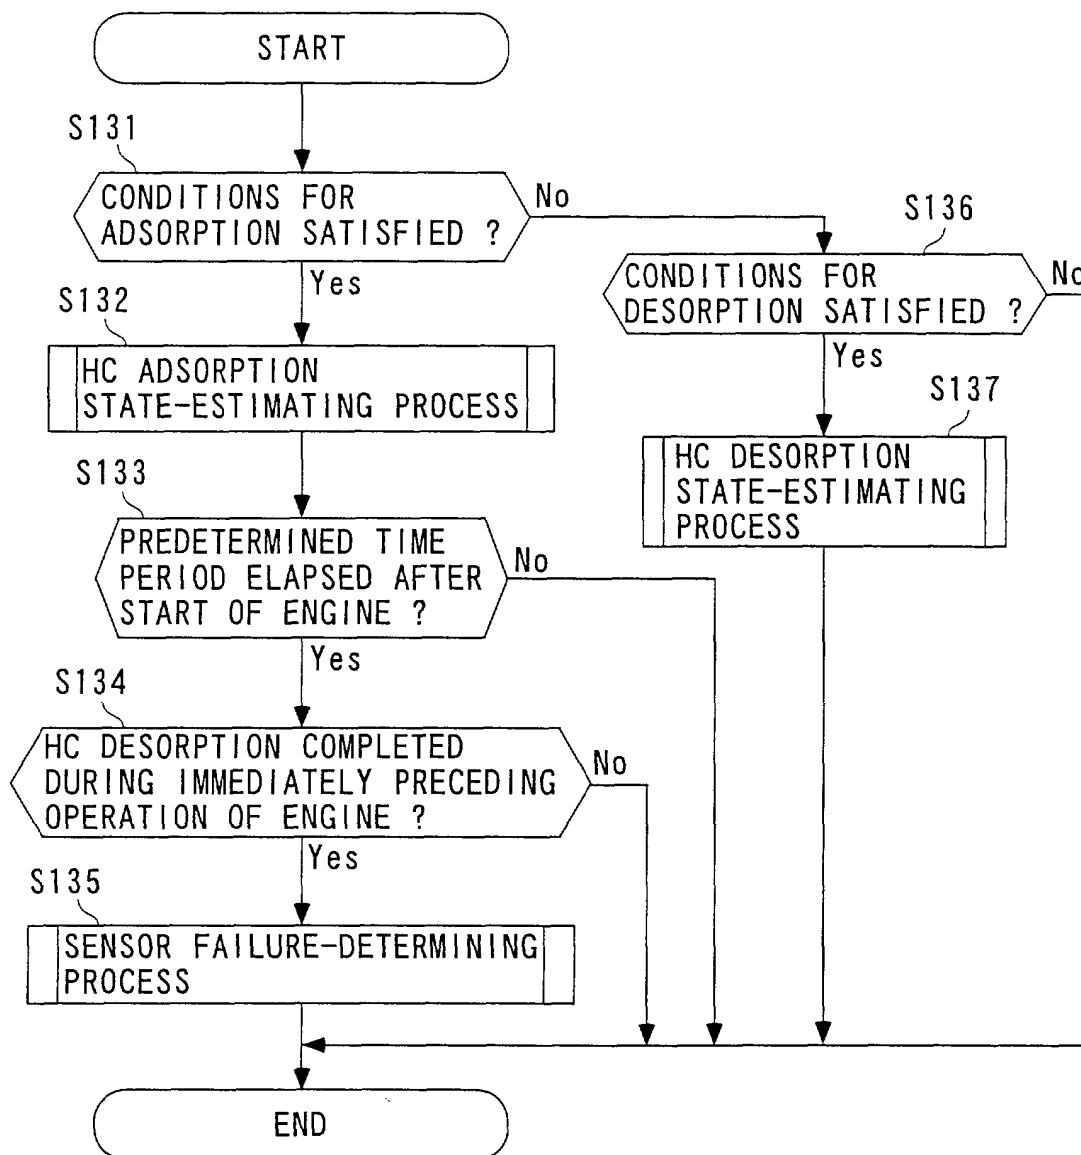 START
S131
CONDITIONS FOR
ADSORPTION SATISFIED ?
No
Yes
S136
CONDITIONS FOR
DESORPTION SATISFIED ?
No
Yes
S132
HC ADSORPTION
STATE-ESTIMATING PROCESS
S137
HC DESORPTION
STATE-ESTIMATING
PROCESS
S133
PREDETERMINED TIME
PERIOD ELAPSED AFTER
START OF ENGINE ?
No
Yes
S134
HC DESORPTION COMPLETED
DURING IMMEDIATELY PRECEDING
OPERATION OF ENGINE ?
No
Yes
S135
SENSOR FAILURE-DETERMINING
PROCESS
END